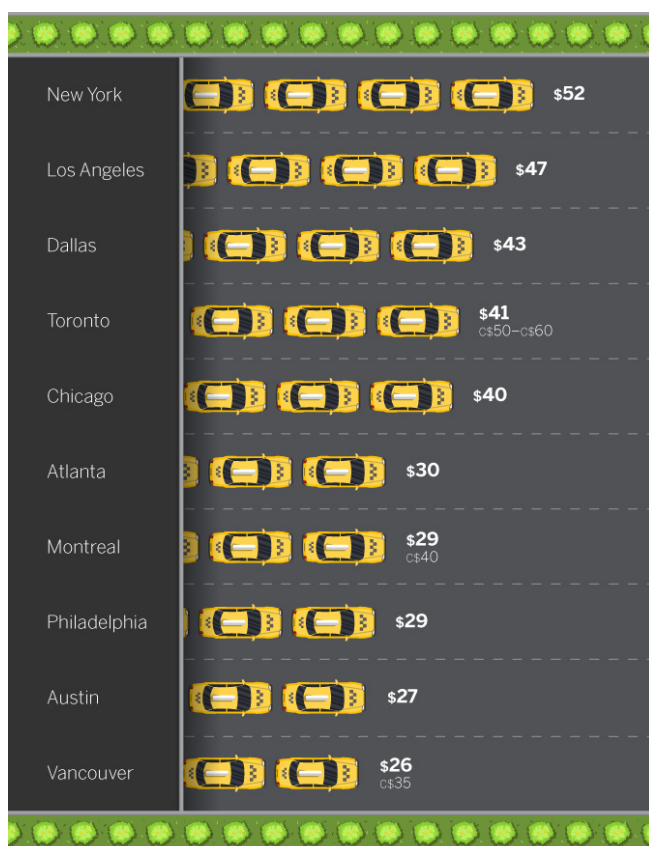 New York $52
Los Angeles $47
Dallas $43
Toronto $41
C$50–C$60
Chicago $40
Atlanta $30
Montreal $29
C$40
Philadelphia $29
Austin $27
Vancouver $26
C$35